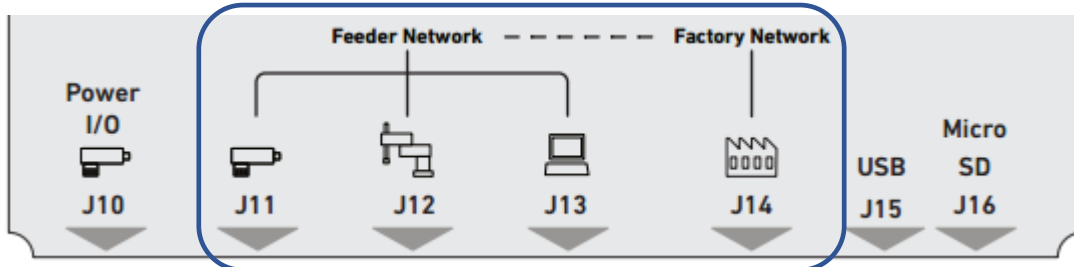 Feeder Network Factory Network
Power
I/O
Micro
USB SD
J10 J11 J12 J13 J14 J15 J16